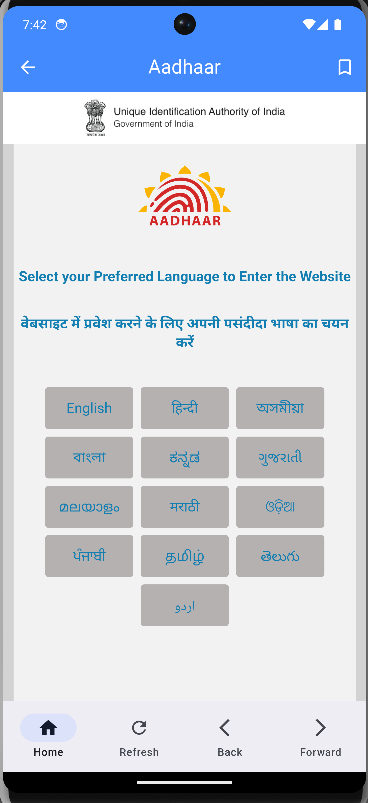 7:42
Aadhaar
Unique Identification Authority of India
Government of India
AADHAAR
Select your Preferred Language to Enter the Website
वेबसाइट में प्रवेश करने के लिए अपनी पसंदीदा भाषा का चयन
करें
English हिन्दी অসমীয়া
বাংলা ಕನ್ನಡ ગુજરાતી
മലയാളം मराठी ଓଡ଼ିଆ
ਪੰਜਾਬੀ தமிழ் తెలుగు
اردو
Home Refresh Back Forward